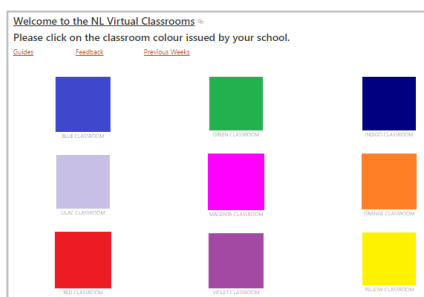 Welcome to the NL Virtual Classrooms
Please click on the classroom colour issued by your school.
Guides Feedback Previous Weeks
BLUE CLASSROOM GREEN CLASSROOM INDIGO CLASSROOM
LILAC CLASSROOM MAGENTA CLASSROOM ORANGE CLASSROOM
RED CLASSROOM VIOLET CLASSROOM YELLOW CLASSROOM